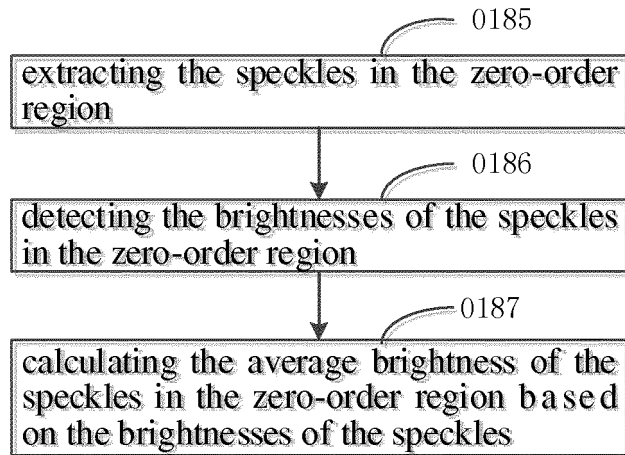 0185
extracting the speckles in the zero-order
region
0186
detecting the brightnesses of the speckles
in the zero-order region
0187
calculating the average brightness of the
speckles in the zero-order region based
on the brightnesses of the speckles